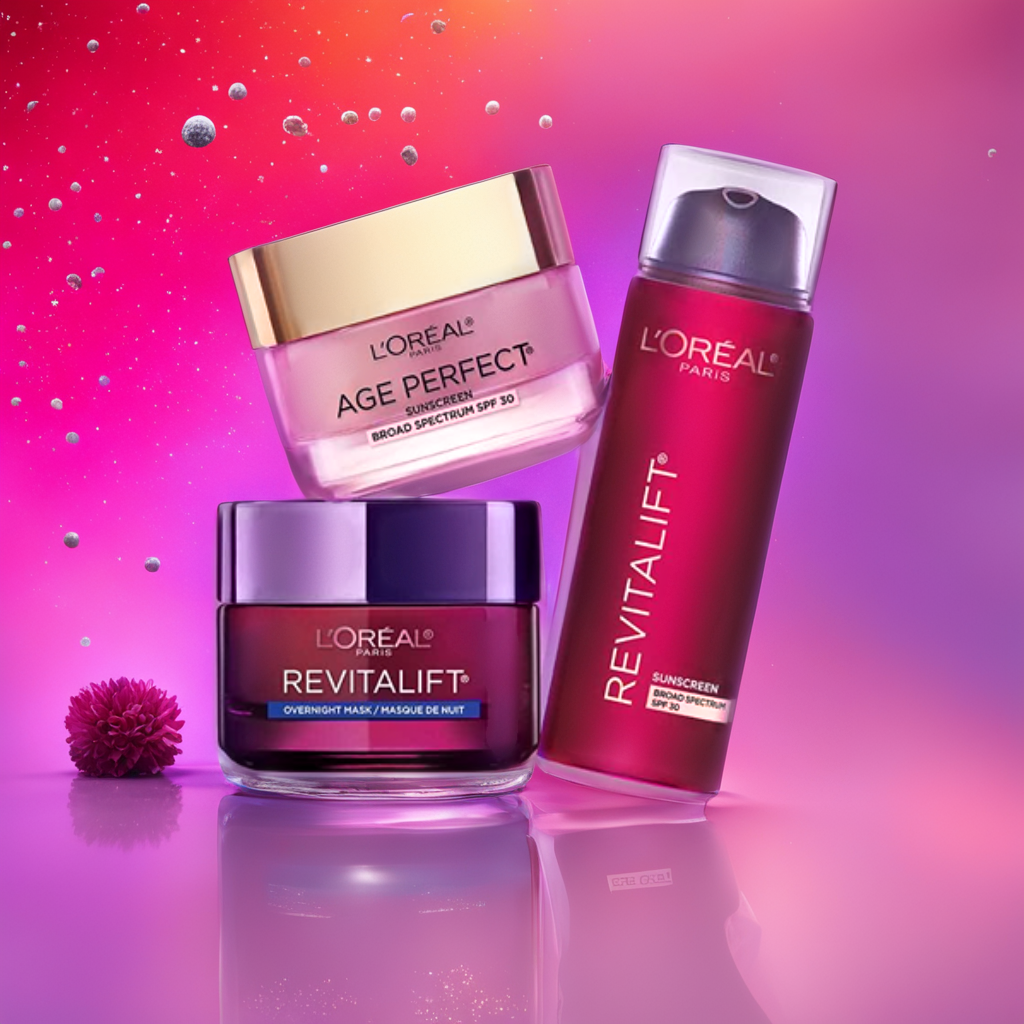 L'ORÉAL®
PARIS
AGE PERFECT®
SUNSCREEN
BROAD SPECTRUM SPF 30
L'ORÉAL®
PARIS
REVITALIFT®
OVERNIGHT MASK / MASQUE DE NUIT
L'ORÉAL®
PARIS
REVITALIFT®
SUNSCREEN
BROAD SPECTRUM
SPF 30